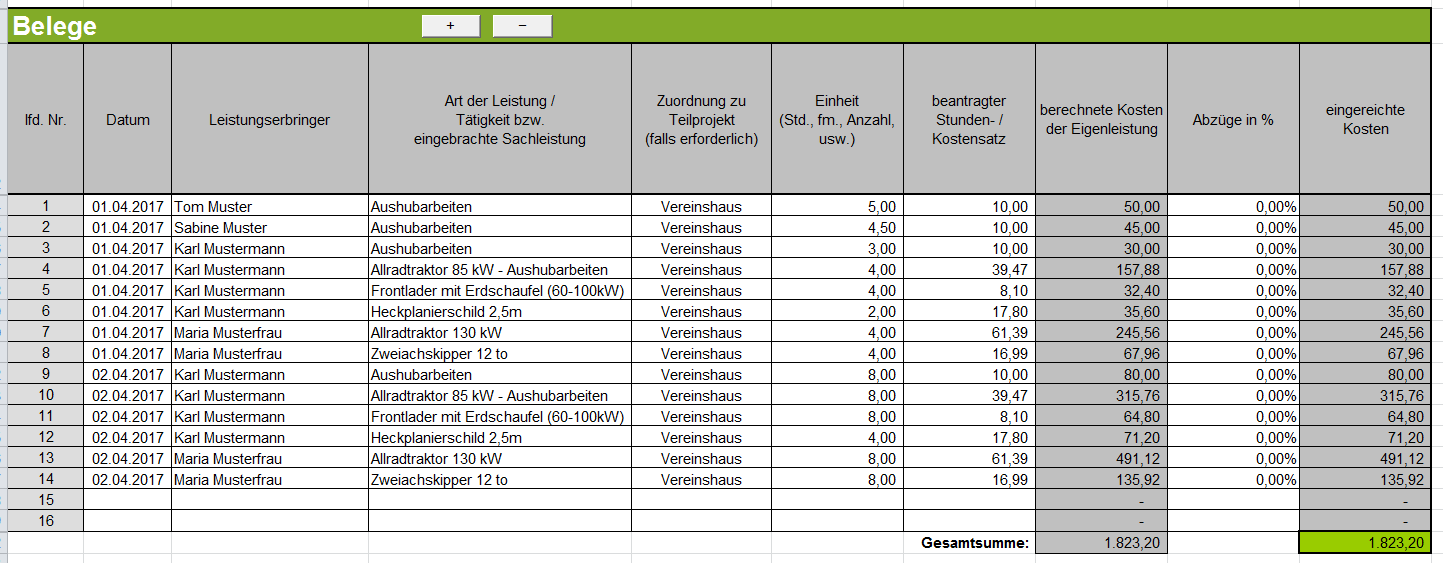 Belege + −
lfd. Nr. Datum Leistungserbringer Art der Leistung / Tätigkeit bzw. eingebrachte Sachleistung Zuordnung zu Teilprojekt (falls erforderlich) Einheit (Std., fm., Anzahl, usw.) beantragter Stunden- / Kostensatz berechnete Kosten der Eigenleistung Abzüge in % eingereichte Kosten
1 01.04.2017 Tom Muster Aushubarbeiten Vereinshaus 5,00 10,00 50,00 0,00% 50,00
2 01.04.2017 Sabine Muster Aushubarbeiten Vereinshaus 4,50 10,00 45,00 0,00% 45,00
3 01.04.2017 Karl Mustermann Aushubarbeiten Vereinshaus 3,00 10,00 30,00 0,00% 30,00
4 01.04.2017 Karl Mustermann Allradtraktor 85 kW - Aushubarbeiten Vereinshaus 4,00 39,47 157,88 0,00% 157,88
5 01.04.2017 Karl Mustermann Frontlader mit Erdschaufel (60-100kW) Vereinshaus 4,00 8,10 32,40 0,00% 32,40
6 01.04.2017 Karl Mustermann Heckplanierschild 2,5m Vereinshaus 2,00 17,80 35,60 0,00% 35,60
7 01.04.2017 Maria Musterfrau Allradtraktor 130 kW Vereinshaus 4,00 61,39 245,56 0,00% 245,56
8 01.04.2017 Maria Musterfrau Zweiachskipper 12 to Vereinshaus 4,00 16,99 67,96 0,00% 67,96
9 02.04.2017 Karl Mustermann Aushubarbeiten Vereinshaus 8,00 10,00 80,00 0,00% 80,00
10 02.04.2017 Karl Mustermann Allradtraktor 85 kW - Aushubarbeiten Vereinshaus 8,00 39,47 315,76 0,00% 315,76
11 02.04.2017 Karl Mustermann Frontlader mit Erdschaufel (60-100kW) Vereinshaus 8,00 8,10 64,80 0,00% 64,80
12 02.04.2017 Karl Mustermann Heckplanierschild 2,5m Vereinshaus 4,00 17,80 71,20 0,00% 71,20
13 02.04.2017 Maria Musterfrau Allradtraktor 130 kW Vereinshaus 8,00 61,39 491,12 0,00% 491,12
14 02.04.2017 Maria Musterfrau Zweiachskipper 12 to Vereinshaus 8,00 16,99 135,92 0,00% 135,92
15 - -
16 - -
Gesamtsumme: 1.823,20 1.823,20